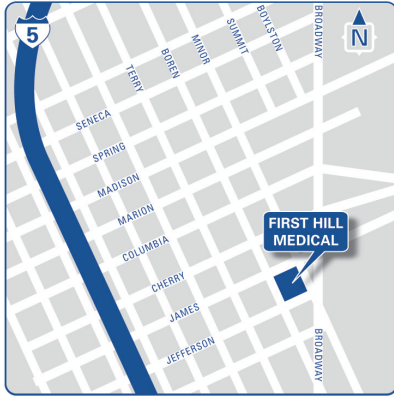 5
N
BROADWAY
BOYLSTON
SUMMIT
MINOR
BOREN
TERRY
SENECA
SPRING
MADISON
MARION
COLUMBIA
CHERRY
JAMES
JEFFERSON
FIRST HILL
MEDICAL
BROADWAY